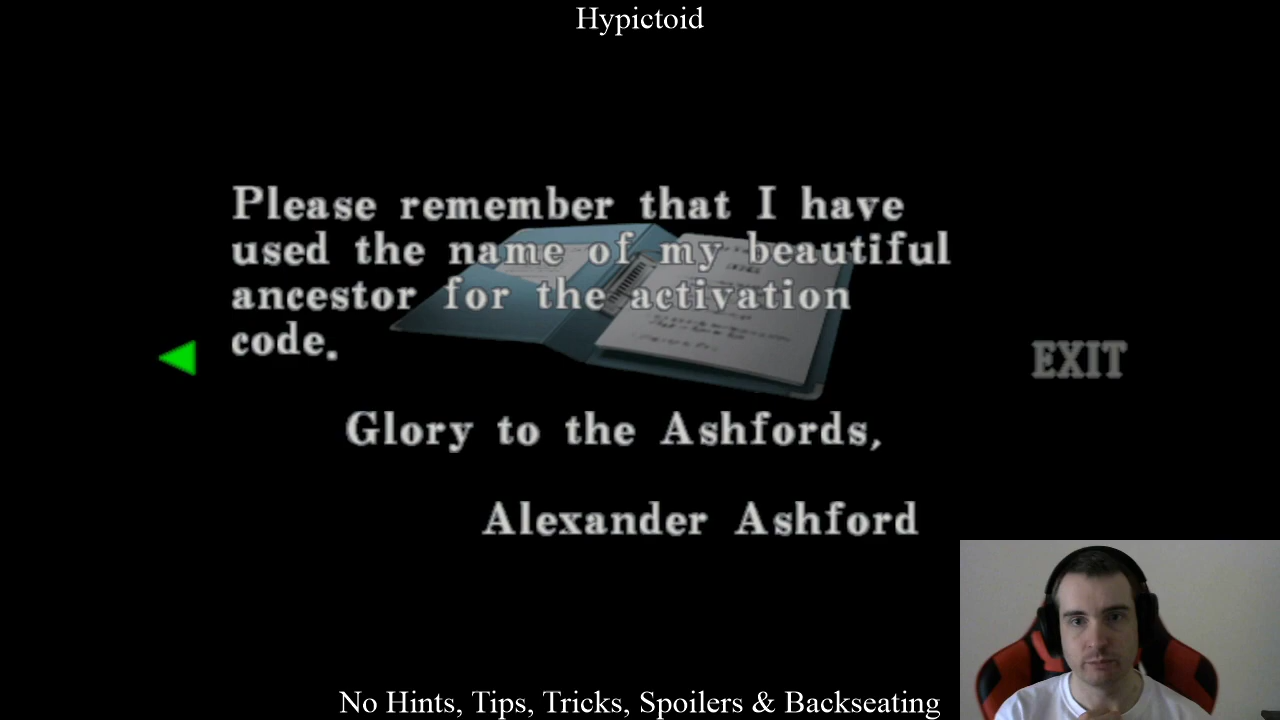 Hypictoid
Please remember that I have
used the name of my beautiful
ancestor for the activation
code.
EXIT
Glory to the Ashfords,
Alexander Ashford
No Hints, Tips, Tricks, Spoilers & Backseating